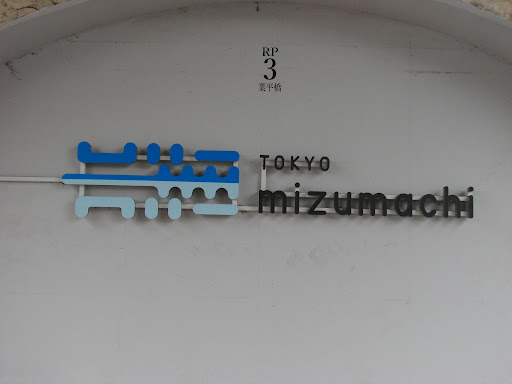 RP
3
業平橋
TOKYO
mizumachi